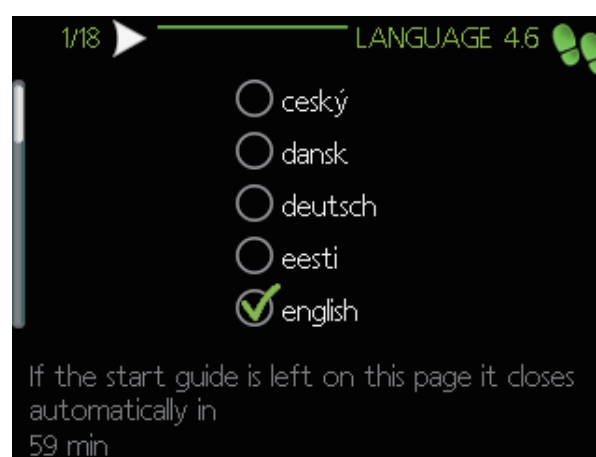 1/18 LANGUAGE 4.6
ceský
dansk
deutsch
eesti
english
If the start guide is left on this page it closes
automatically in
59 min